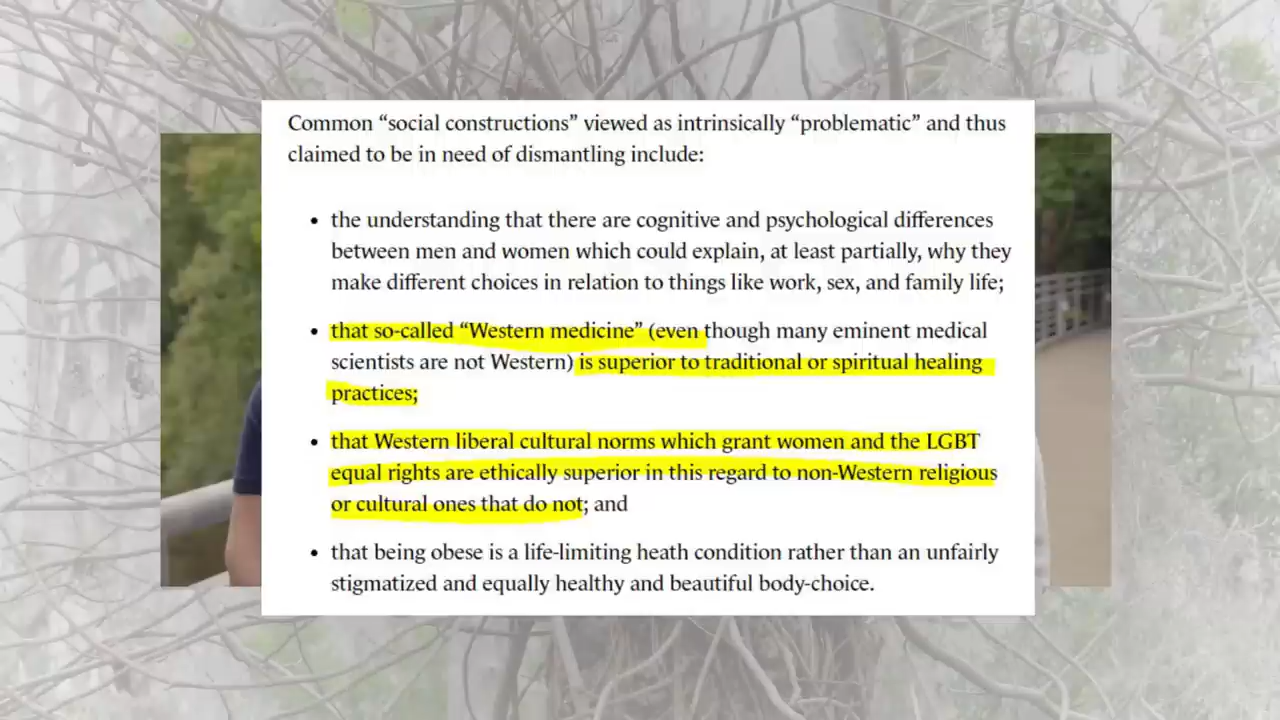 Common “social constructions” viewed as intrinsically “problematic” and thus
claimed to be in need of dismantling include:
• the understanding that there are cognitive and psychological differences
between men and women which could explain, at least partially, why they
make different choices in relation to things like work, sex, and family life;
• that so-called “Western medicine” (even though many eminent medical
scientists are not Western) is superior to traditional or spiritual healing
practices;
• that Western liberal cultural norms which grant women and the LGBT
equal rights are ethically superior in this regard to non-Western religious
or cultural ones that do not; and
• that being obese is a life-limiting heath condition rather than an unfairly
stigmatized and equally healthy and beautiful body-choice.